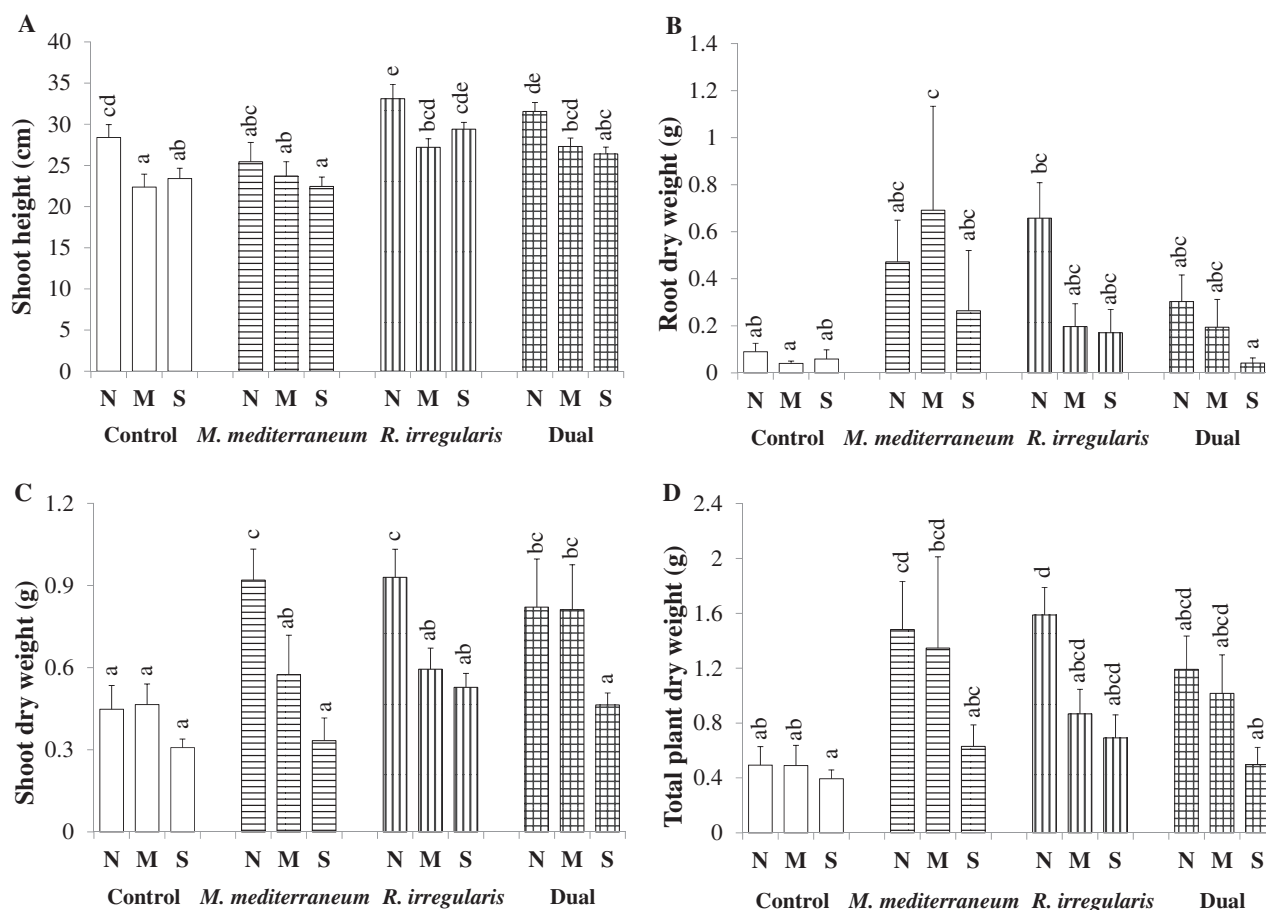 A
Shoot height (cm)
40
35
30
25
20
15
10
5
0
cd
a
ab
abc
ab
a
e
bcd
cde
de
bcd
abc
N M S N M S N M S N M S
Control M. mediterraneum R. irregularis Dual
B
Root dry weight (g)
1.4
1.2
1
0.8
0.6
0.4
0.2
0
ab
a
ab
abc
c
abc
bc
abc
abc
abc
abc
a
N M S N M S N M S N M S
Control M. mediterraneum R. irregularis Dual
C
Shoot dry weight (g)
1.2
0.9
0.6
0.3
0
a
a
a
c
ab
a
c
ab
ab
bc
bc
a
N M S N M S N M S N M S
Control M. mediterraneum R. irregularis Dual
D
Total plant dry weight (g)
2.4
2
1.6
1.2
0.8
0.4
0
ab
ab
a
cd
bcd
abc
d
abcd
abcd
abcd
abcd
ab
N M S N M S N M S N M S
Control M. mediterraneum R. irregularis Dual